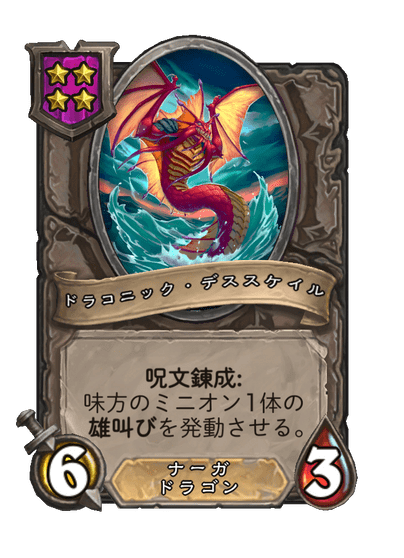 ドラコニック・デススケイル
呪文錬成:
味方のミニオン1体の
雄叫びを発動させる。
6
ナーガ
ドラゴン
3